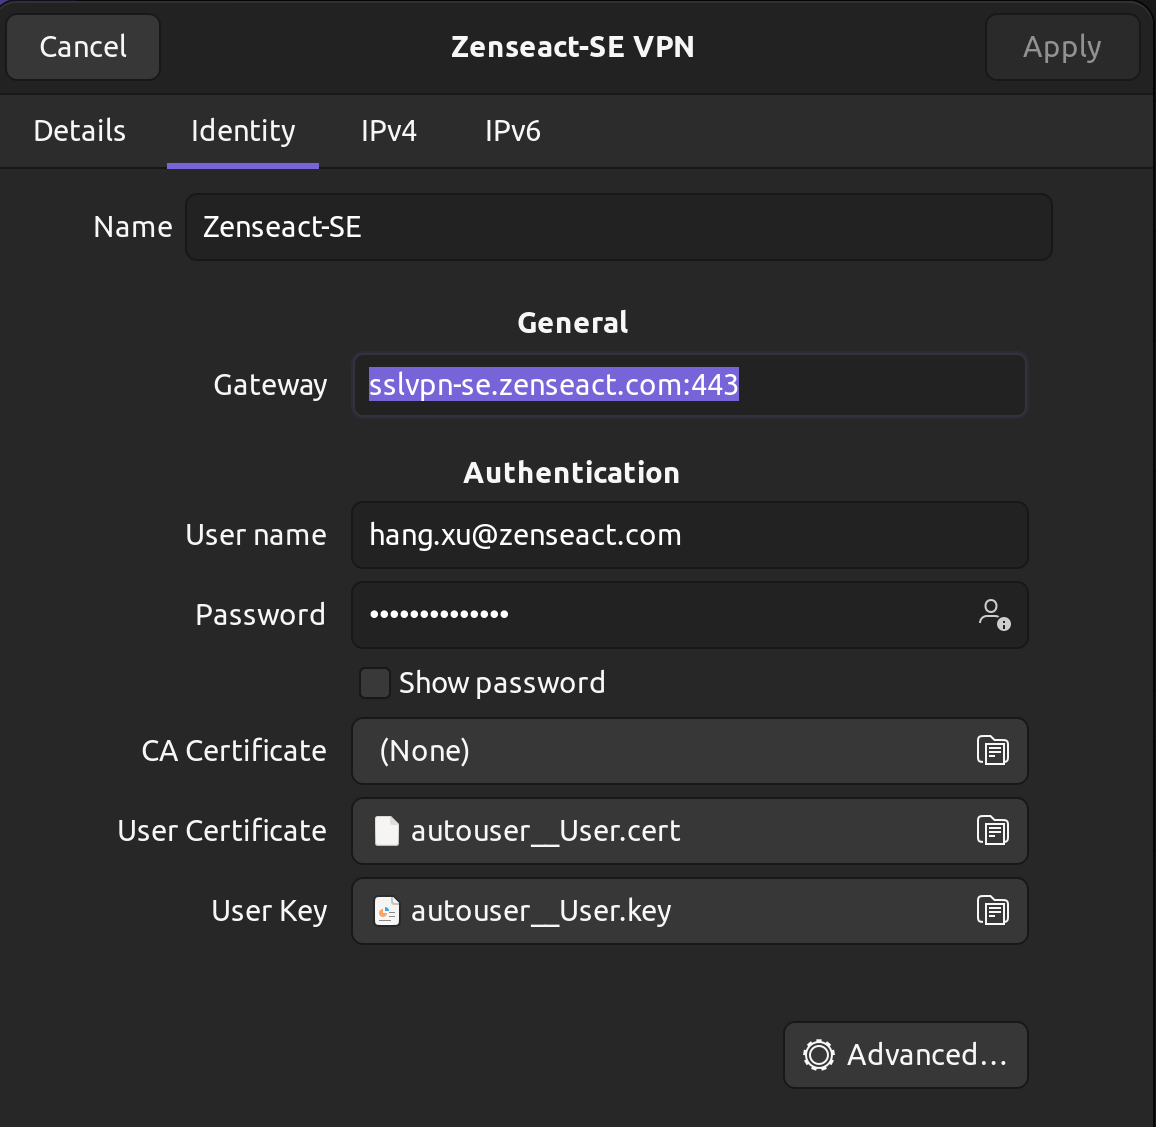 Cancel Zenseact-SE VPN Apply
Details Identity IPv4 IPv6
Name Zenseact-SE
General
Gateway sslvpn-se.zenseact.com:443
Authentication
User name hang.xu@zenseact.com
Password ••••••••••••••
Show password
CA Certificate (None)
User Certificate autouser__User.cert
User Key autouser__User.key
Advanced...